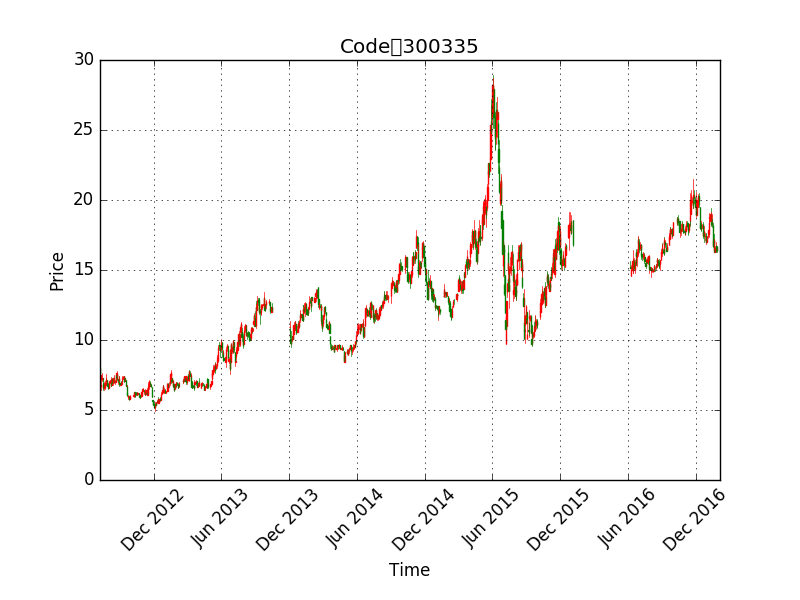 Code▯300335
30
25
20
15
10
5
0
Price
Dec 2012
Jun 2013
Dec 2013
Jun 2014
Dec 2014
Jun 2015
Dec 2015
Jun 2016
Dec 2016
Time